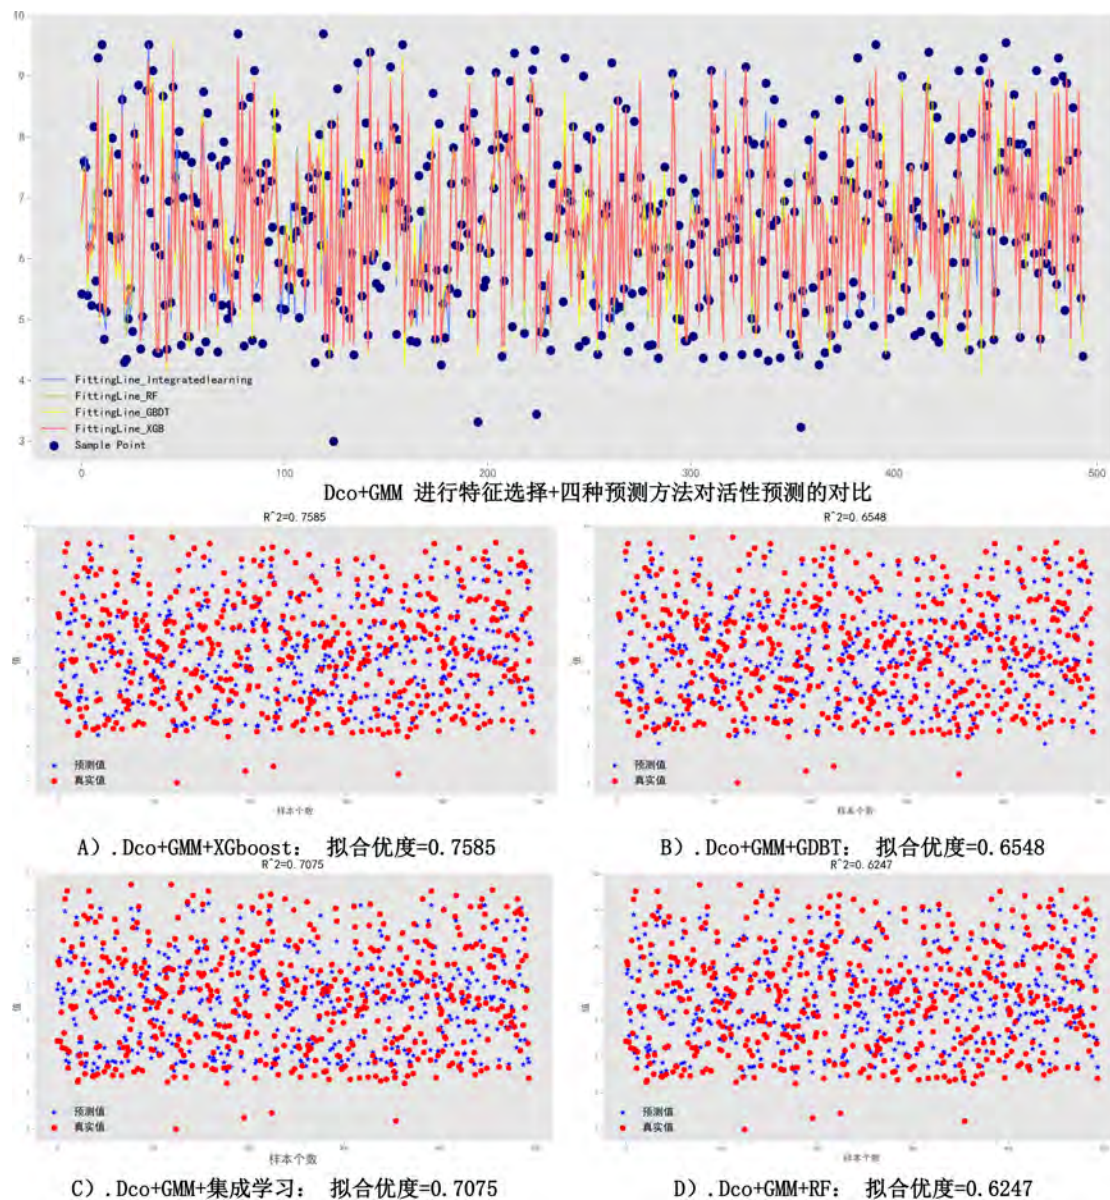 10
9
8
7
6
5
4
3
FittingLine_Integratedlearning
FittingLine_RF
FittingLine_GBDT
FittingLine_XGB
Sample Point
0 100 200 300 400 500
Dco+GMM 进行特征选择+四种预测方法对活性预测的对比
R^2=0.7585
值
预测值
真实值
样本个数
A）.Dco+GMM+XGboost： 拟合优度=0.7585
R^2=0.6548
值
预测值
真实值
样本个数
B）.Dco+GMM+GDBT： 拟合优度=0.6548
R^2=0.7075
值
预测值
真实值
样本个数
C）.Dco+GMM+集成学习： 拟合优度=0.7075
R^2=0.6247
值
预测值
真实值
样本个数
D）.Dco+GMM+RF： 拟合优度=0.6247